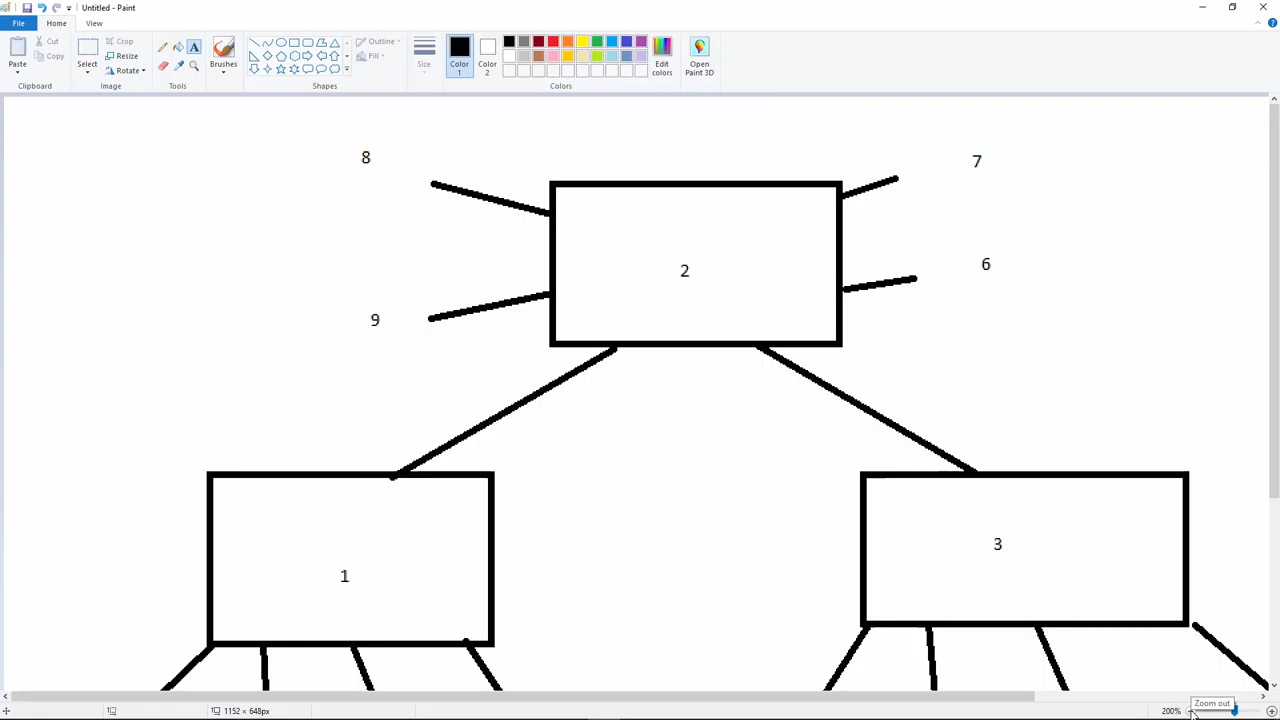 Untitled - Paint
File Home View
Paste
Cut
Copy
Clipboard
Select
Crop
Resize
Rotate
Image
Tools
Brushes
Outline
Fill
Shapes
Size
Color 1
Color 2
Colors
Edit colors
Open Paint 3D
8
7
2
6
9
3
1
Zoom out
1152 × 648px
200%